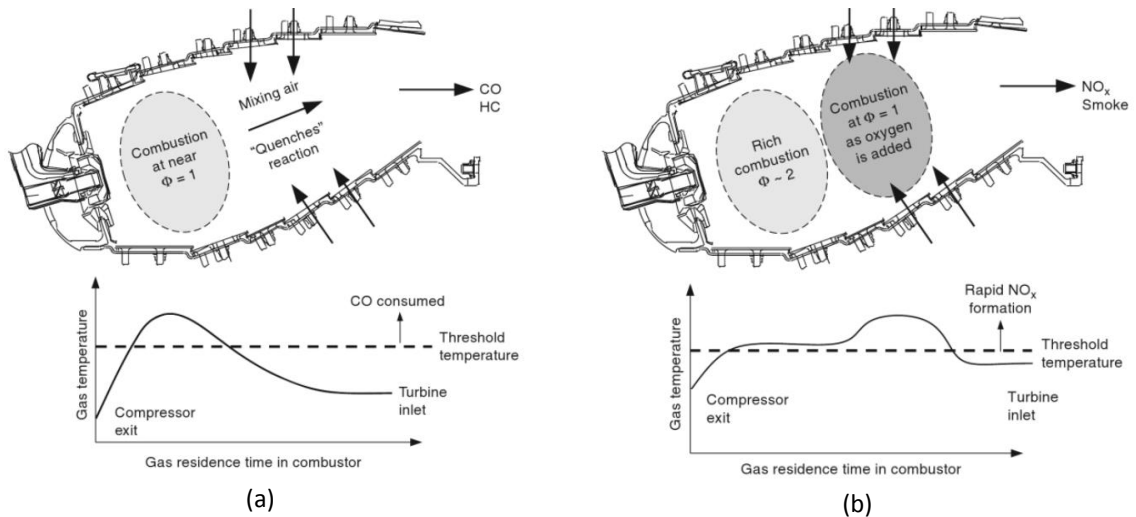 Mixing air
"Quenches"
reaction
Combustion
at near
Φ = 1
CO
HC
CO consumed
Threshold
temperature
Gas temperature
Compressor
exit
Turbine
inlet
Gas residence time in combustor
(a)
Rich
combustion
Φ ~ 2
Combustion
at Φ = 1
as oxygen
is added
NOx
Smoke
Rapid NOx
formation
Threshold
temperature
Gas temperature
Compressor
exit
Turbine
inlet
Gas residence time in combustor
(b)